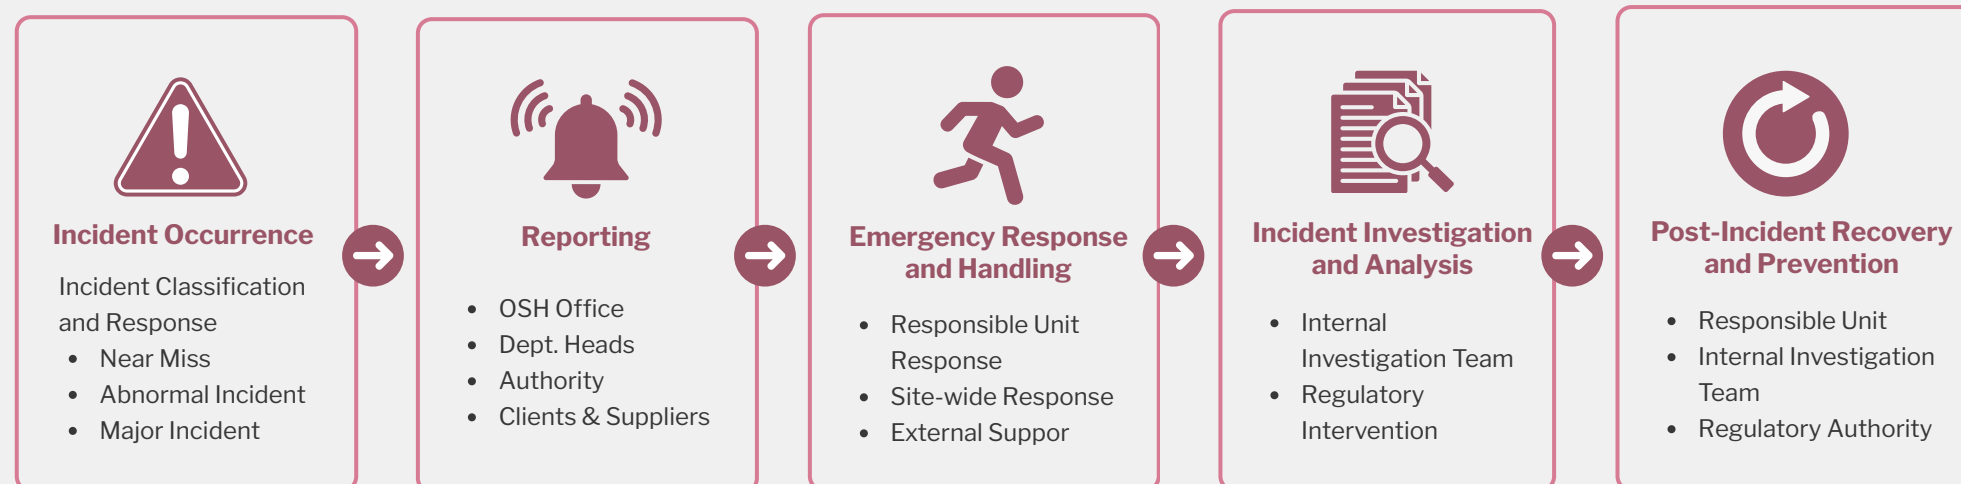 Incident Occurrence
Incident Classification
and Response
• Near Miss
• Abnormal Incident
• Major Incident
Reporting
• OSH Office
• Dept. Heads
• Authority
• Clients & Suppliers
Emergency Response
and Handling
• Responsible Unit
Response
• Site-wide Response
• External Suppor
Incident Investigation
and Analysis
• Internal
Investigation Team
• Regulatory
Intervention
Post-Incident Recovery
and Prevention
• Responsible Unit
• Internal Investigation
Team
• Regulatory Authority